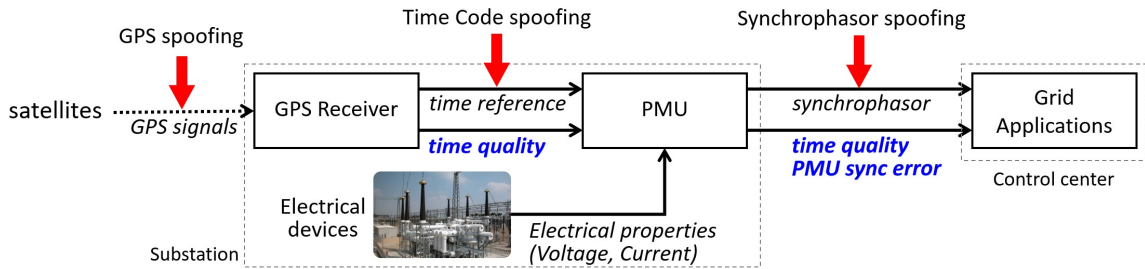 Time Code spoofing
Synchrophasor spoofing
GPS spoofing
satellites
GPS signals
GPS Receiver
time reference
time quality
PMU
synchrophasor
time quality
PMU sync error
Grid
Applications
Control center
Electrical
devices
Electrical properties
(Voltage, Current)
Substation